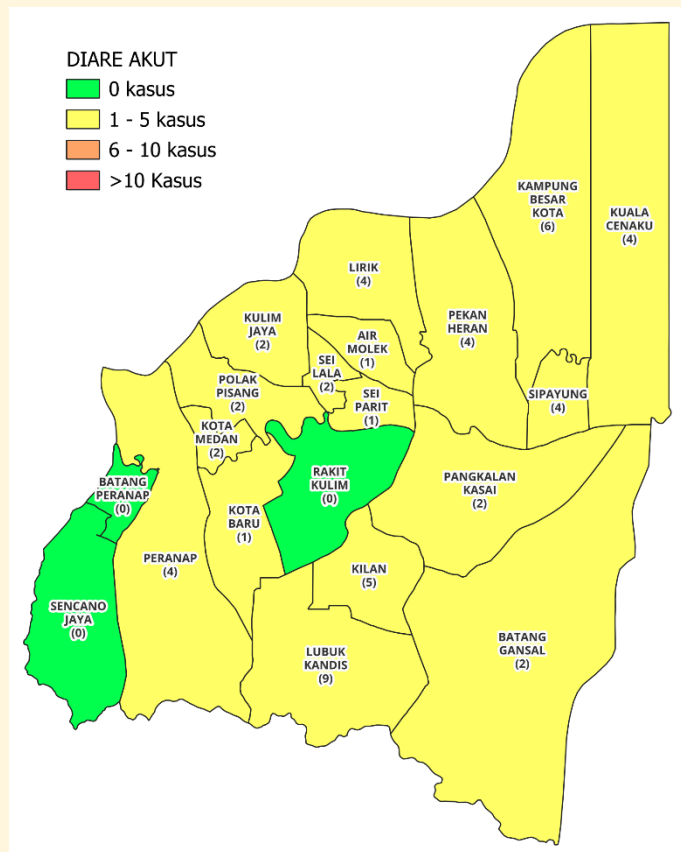 DIARE AKUT
0 kasus
1 - 5 kasus
6 - 10 kasus
>10 Kasus
KAMPUNG
BESAR
KOTA
(6)
KUALA
CENAKU
(4)
LIRIK
(4)
PEKAN
HERAN
(4)
KULIM
JAYA
(2)
AIR
MOLEK
(1)
SEI
LALA
(2)
POLAK
PISANG
(2)
SEI
PARIT
(1)
SIPAYUNG
(4)
KOTA
MEDAN
(2)
BATANG
PERANAP
(0)
RAKIT
KULIM
(0)
PANGKALAN
KASAI
(2)
KOTA
BARU
(1)
PERANAP
(4)
KILAN
(5)
SENCANO
JAYA
(0)
LUBUK
KANDIS
(9)
BATANG
GANSAL
(2)